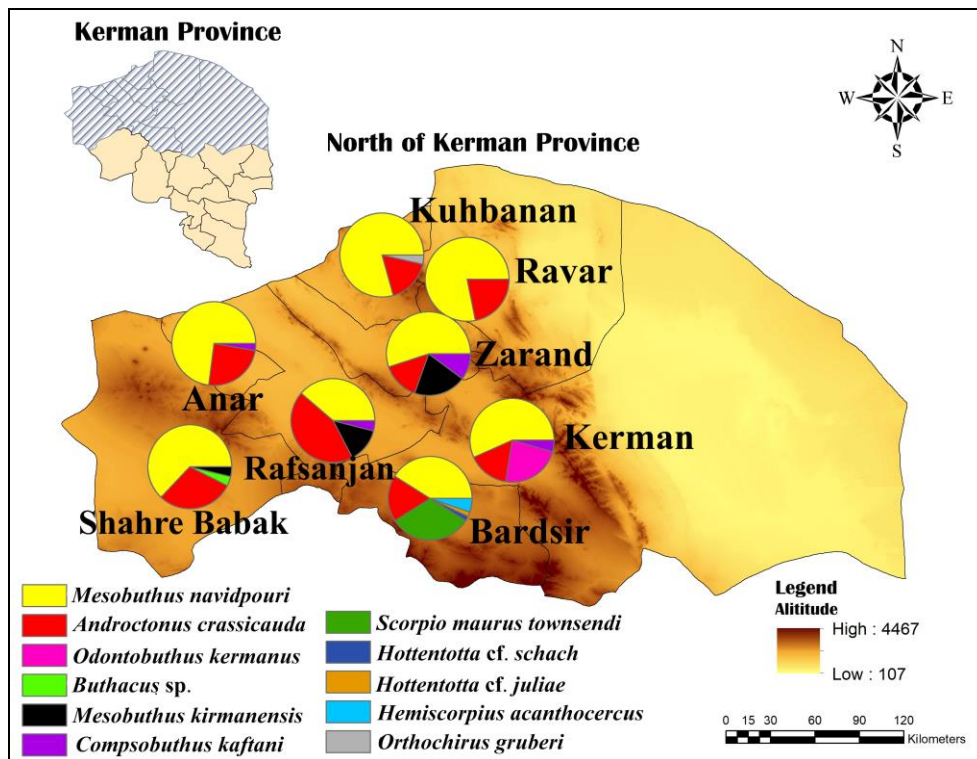 Kerman Province
N
W E
S
North of Kerman Province
Kuhbanan
Ravar
Zarand
Anar
Kerman
Rafsanjan
Shahre Babak
Bardsir
Mesobuthus navidpouri
Androctonus crassicauda
Odontobuthus kermanus
Buthacus sp.
Mesobuthus kirmanensis
Compsobuthus kaftani
Scorpio maurus townsendi
Hottentotta cf. schach
Hottentotta cf. juliae
Hemiscorpius acanthocercus
Orthochirus gruberi
Legend
Alititude
High : 4467
Low : 107
0 15 30 60 90 120
Kilometers